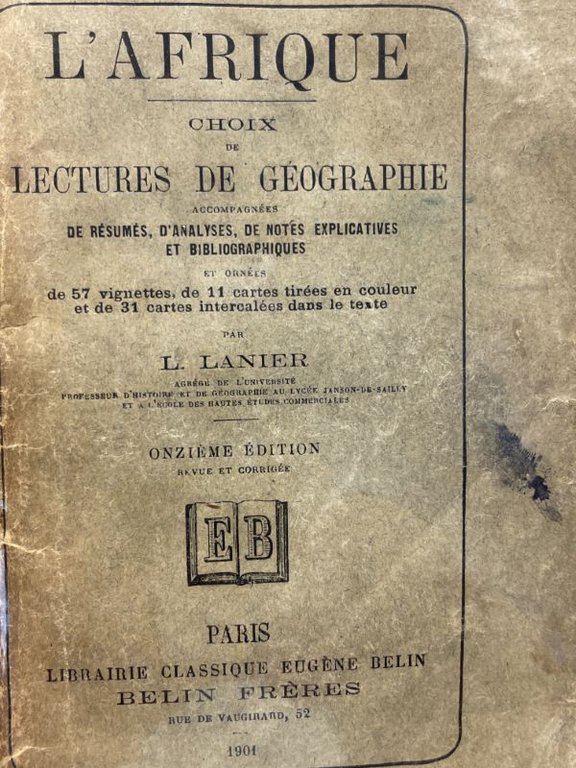 L'AFRIQUE
CHOIX
DE
LECTURES DE GÉOGRAPHIE
ACCOMPAGNÉES
DE RÉSUMÉS, D'ANALYSES, DE NOTES EXPLICATIVES
ET BIBLIOGRAPHIQUES
ET ORNÉES
de 57 vignettes, de 11 cartes tirées en couleur
et de 31 cartes intercalées dans le texte
PAR
L. LANIER
AGRÉGÉ DE L'UNIVERSITÉ
PROFESSEUR D'HISTOIRE ET DE GÉOGRAPHIE AU LYCÉE JANSON-DE-SAILLY
ET A L'ÉCOLE DES HAUTES ÉTUDES COMMERCIALES
ONZIÈME ÉDITION
REVUE ET CORRIGÉE
EB
PARIS
LIBRAIRIE CLASSIQUE EUGÈNE BELIN
BELIN FRÈRES
RUE DE VAUGIRARD, 52
1901